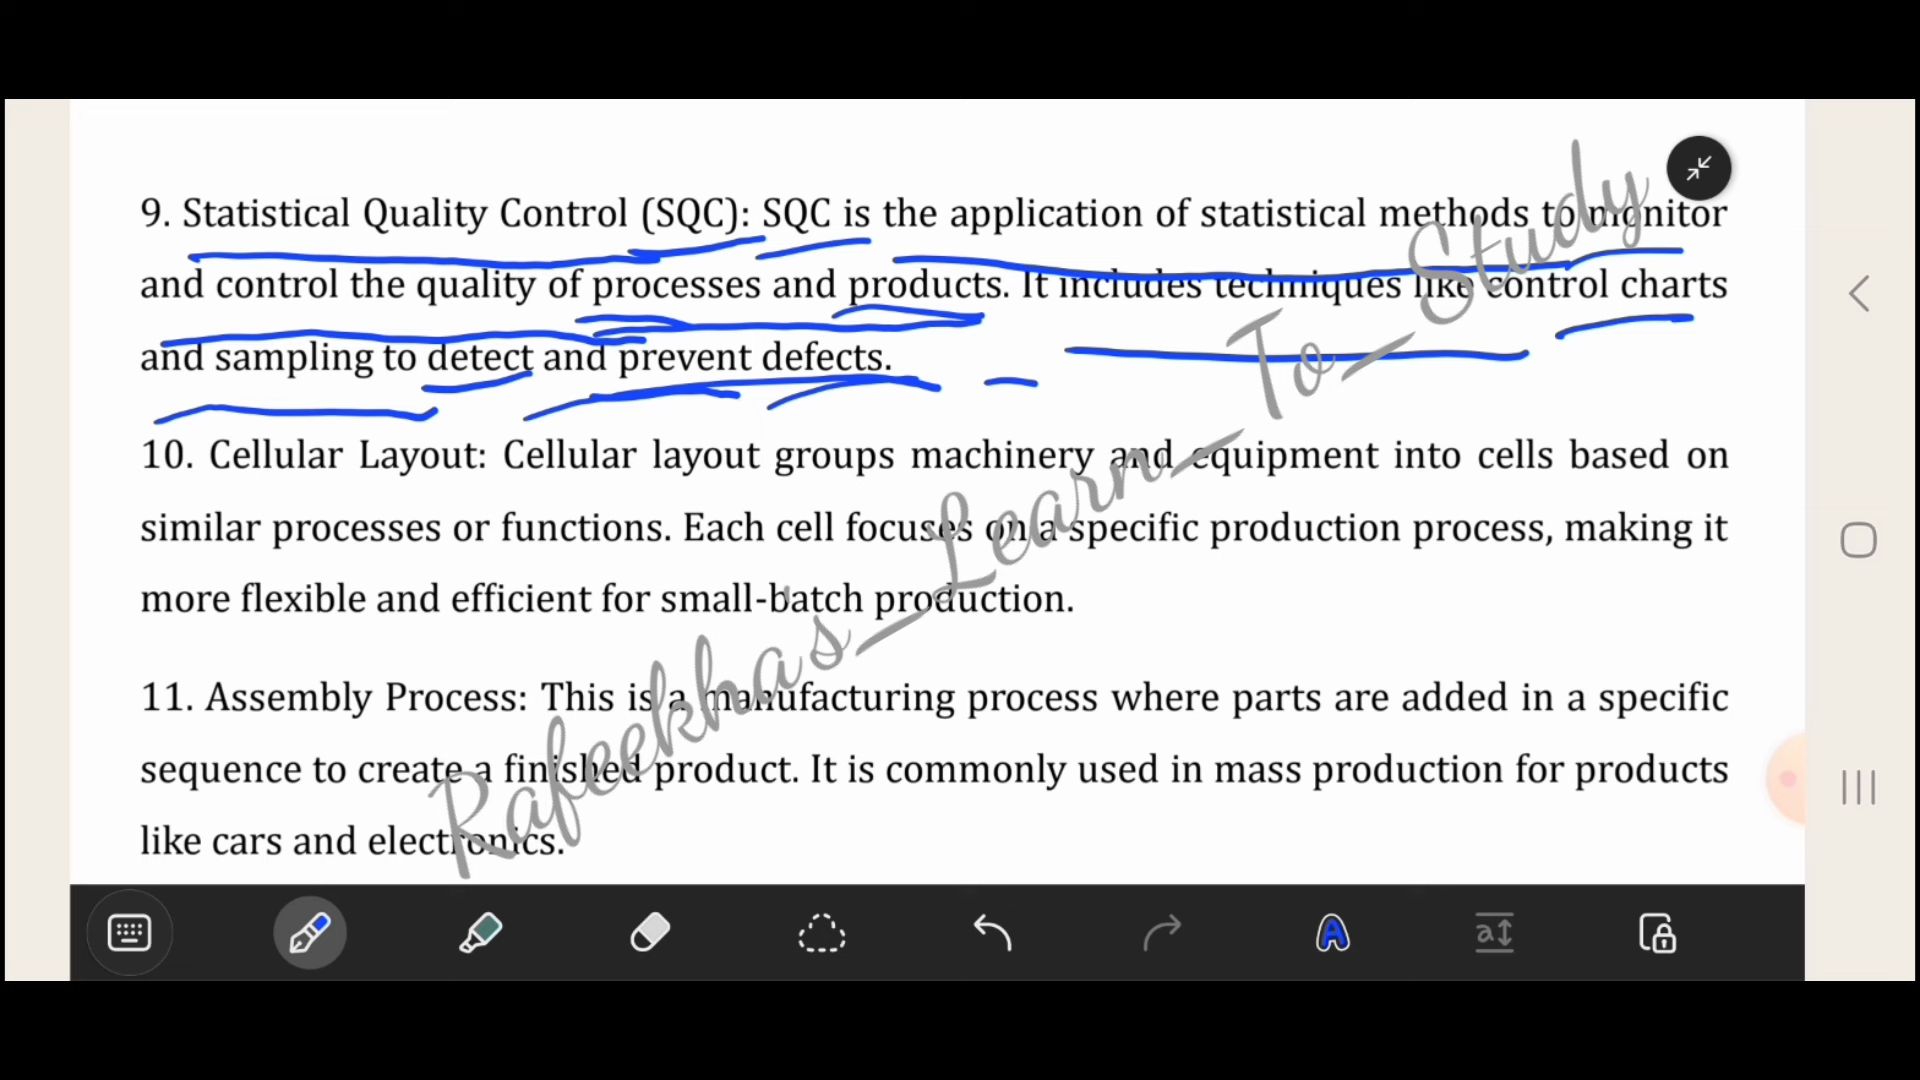 9. Statistical Quality Control (SQC): SQC is the application of statistical methods to monitor
and control the quality of processes and products. It includes techniques like control charts
and sampling to detect and prevent defects.
10. Cellular Layout: Cellular layout groups machinery and equipment into cells based on
similar processes or functions. Each cell focuses on a specific production process, making it
more flexible and efficient for small-batch production.
11. Assembly Process: This is a manufacturing process where parts are added in a specific
sequence to create a finished product. It is commonly used in mass production for products
like cars and electronics.
Rafeekha's_Learn_To_Study